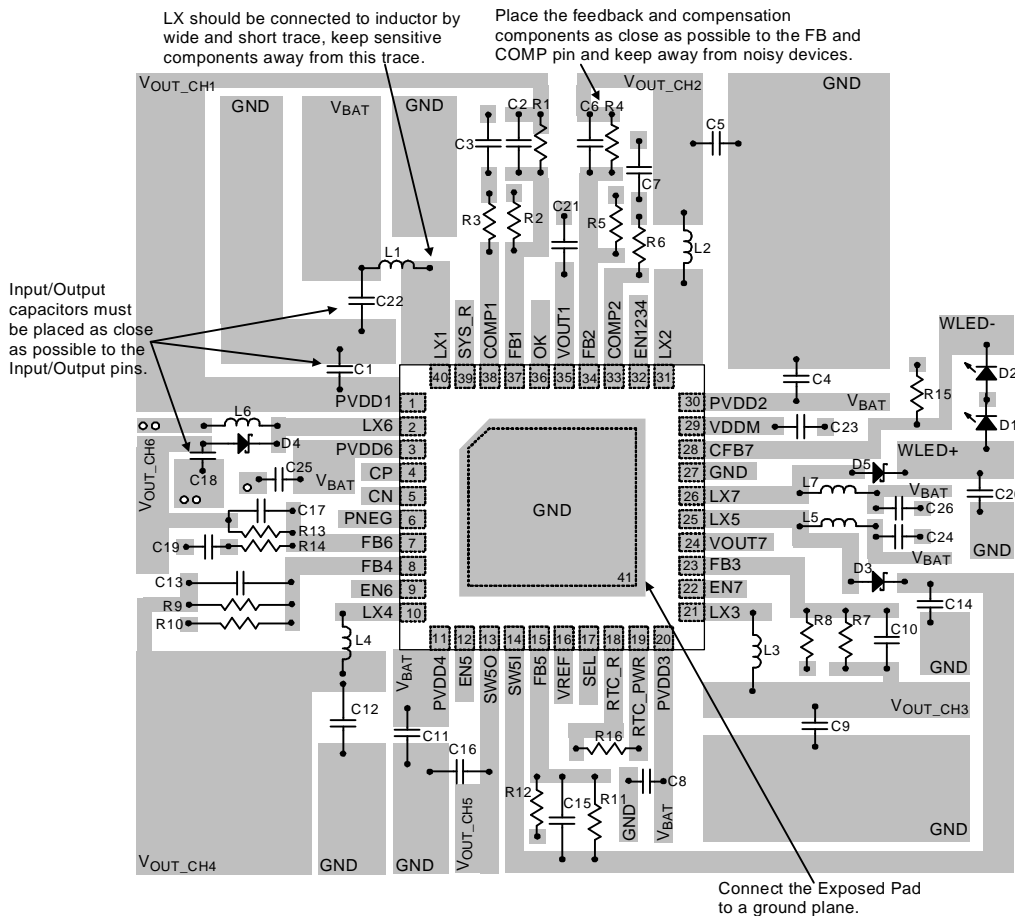 LX should be connected to inductor by
wide and short trace, keep sensitive
components away from this trace.
Place the feedback and compensation
components as close as possible to the FB and
COMP pin and keep away from noisy devices.
VOUT_CH1
GND
VBAT
GND
C2 R1
C6 R4
VOUT_CH2
GND
C3
C5
C7
R3
R2
C21
R5
R6
L2
L1
Input/Output
capacitors must
be placed as close
as possible to the
Input/Output pins.
C22
C1
LX1
SYS_R
COMP1
FB1
OK
VOUT1
FB2
COMP2
EN1234
LX2
40 39 38 37 36 35 34 33 32 31
WLED-
D2
D1
C4
R15
PVDD1 1
LX6 2
PVDD6 3
CP 4
CN 5
PNEG 6
FB6 7
FB4 8
EN6 9
LX4 10
30 PVDD2
29 VDDM
28 CFB7
27 GND
26 LX7
25 LX5
24 VOUT7
23 FB3
22 EN7
21 LX3
VBAT
C23
WLED+
L6
D4
C18
VOUT_CH6
C25
VBAT
C17
R13
R14
C19
C13
R9
R10
GND
41
D5
L7
VBAT
C26
L5
C24
VBAT
C20
GND
D3
C14
GND
R8
R7
C10
L3
L4
11 12 13 14 15 16 17 18 19 20
VBAT
PVDD4
EN5
SW5O
SW5I
FB5
VREF
SEL
RTC_R
RTC_PWR
PVDD3
VOUT_CH3
C12
C11
C16
R16
C9
C8
R12
C15
R11
GND
VBAT
VOUT_CH5
VOUT_CH4
GND
GND
GND
Connect the Exposed Pad
to a ground plane.